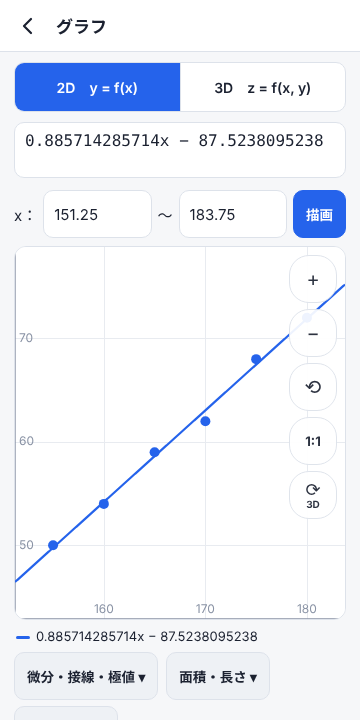 グラフ
2D y = f(x)
3D z = f(x, y)
0.885714285714x − 87.5238095238
x：
151.25
〜
183.75
描画
+
−
⟲
1:1
⟳
3D
70
60
50
160
170
180
0.885714285714x − 87.5238095238
微分・接線・極値 ▾
面積・長さ ▾